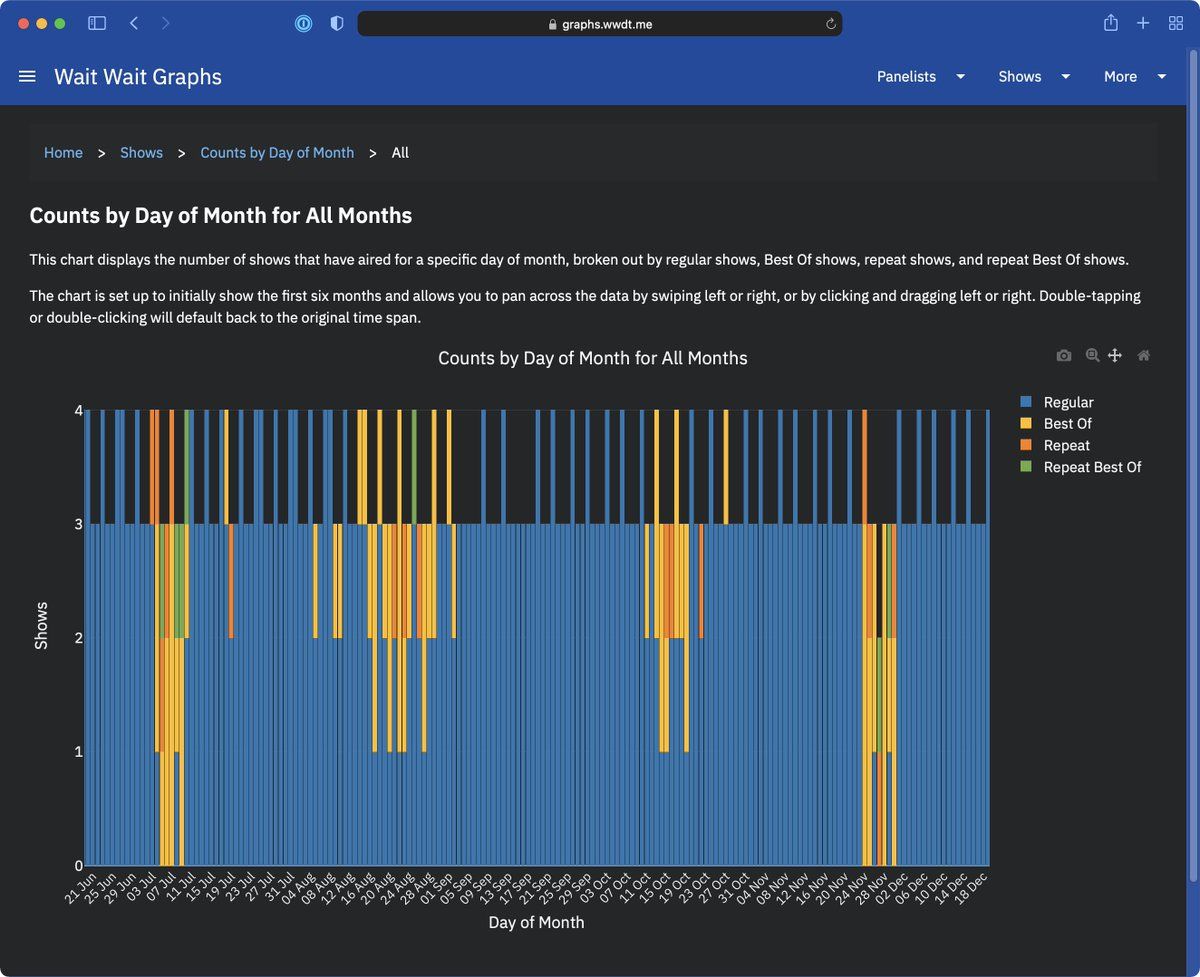 graphs.wwdt.me
Wait Wait Graphs
Panelists
Shows
More
Home > Shows > Counts by Day of Month > All
Counts by Day of Month for All Months
This chart displays the number of shows that have aired for a specific day of month, broken out by regular shows, Best Of shows, repeat shows, and repeat Best Of shows.
The chart is set up to initially show the first six months and allows you to pan across the data by swiping left or right, or by clicking and dragging left or right. Double-tapping
or double-clicking will default back to the original time span.
Counts by Day of Month for All Months
Regular
Best Of
Repeat
Repeat Best Of
Shows
4
3
2
1
0
21 Jun
25 Jun
29 Jun
03 Jul
07 Jul
11 Jul
15 Jul
19 Jul
23 Jul
27 Jul
31 Jul
04 Aug
08 Aug
12 Aug
16 Aug
20 Aug
24 Aug
28 Aug
01 Sep
05 Sep
09 Sep
13 Sep
17 Sep
21 Sep
25 Sep
29 Sep
03 Oct
07 Oct
11 Oct
15 Oct
19 Oct
23 Oct
27 Oct
31 Oct
04 Nov
08 Nov
12 Nov
16 Nov
20 Nov
24 Nov
28 Nov
02 Dec
06 Dec
10 Dec
14 Dec
18 Dec
Day of Month